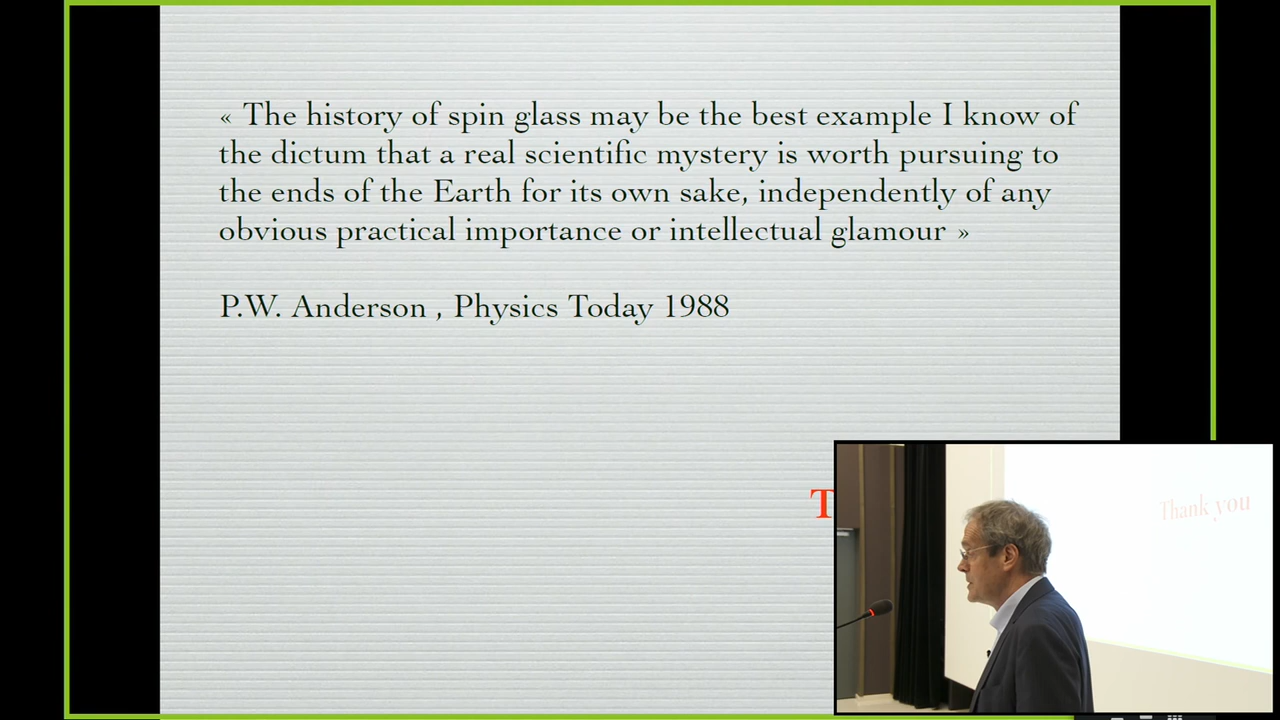 « The history of spin glass may be the best example I know of
the dictum that a real scientific mystery is worth pursuing to
the ends of the Earth for its own sake, independently of any
obvious practical importance or intellectual glamour »
P.W. Anderson , Physics Today 1988
T
Thank you